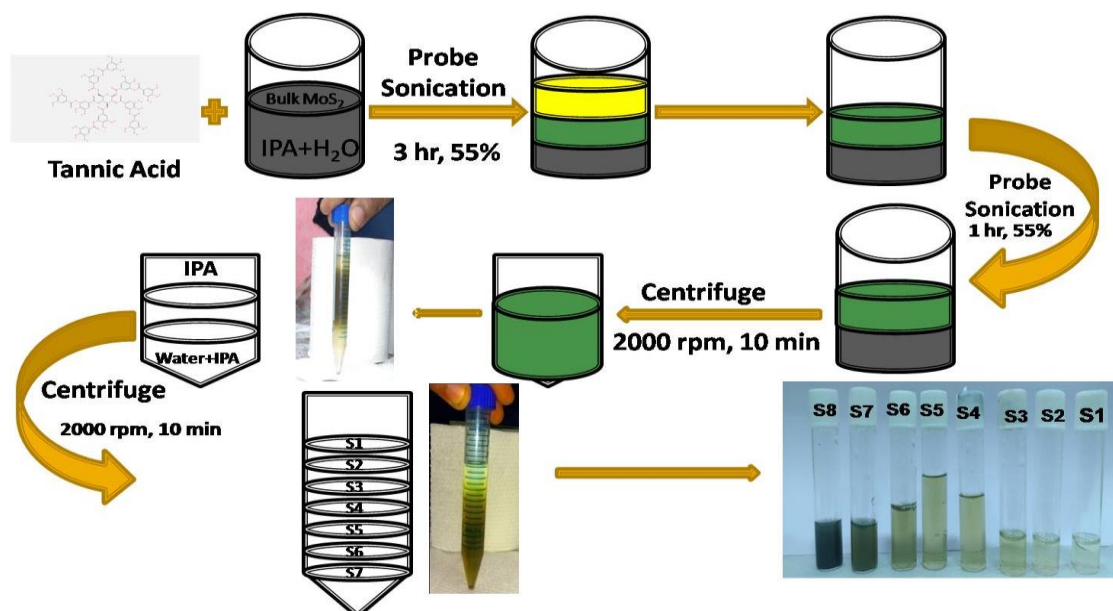 Tannic Acid
Bulk MoS₂
IPA+H₂O
Probe
Sonication
3 hr, 55%
Probe
Sonication
1 hr, 55%
Centrifuge
2000 rpm, 10 min
IPA
Water+IPA
Centrifuge
2000 rpm, 10 min
S1
S2
S3
S4
S5
S6
S7
S8 S7 S6 S5 S4 S3 S2 S1